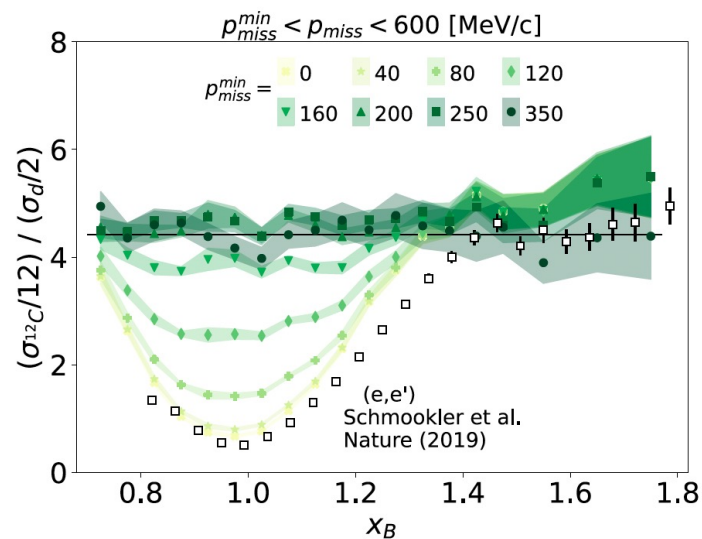 p_miss^min < p_miss < 600 [MeV/c]
8
6
4
2
0
(σ¹²C/12) / (σd/2)
p_miss^min =
0 40 80 120
160 200 250 350
(e,e')
Schmookler et al.
Nature (2019)
0.8 1.0 1.2 1.4 1.6 1.8
x_B